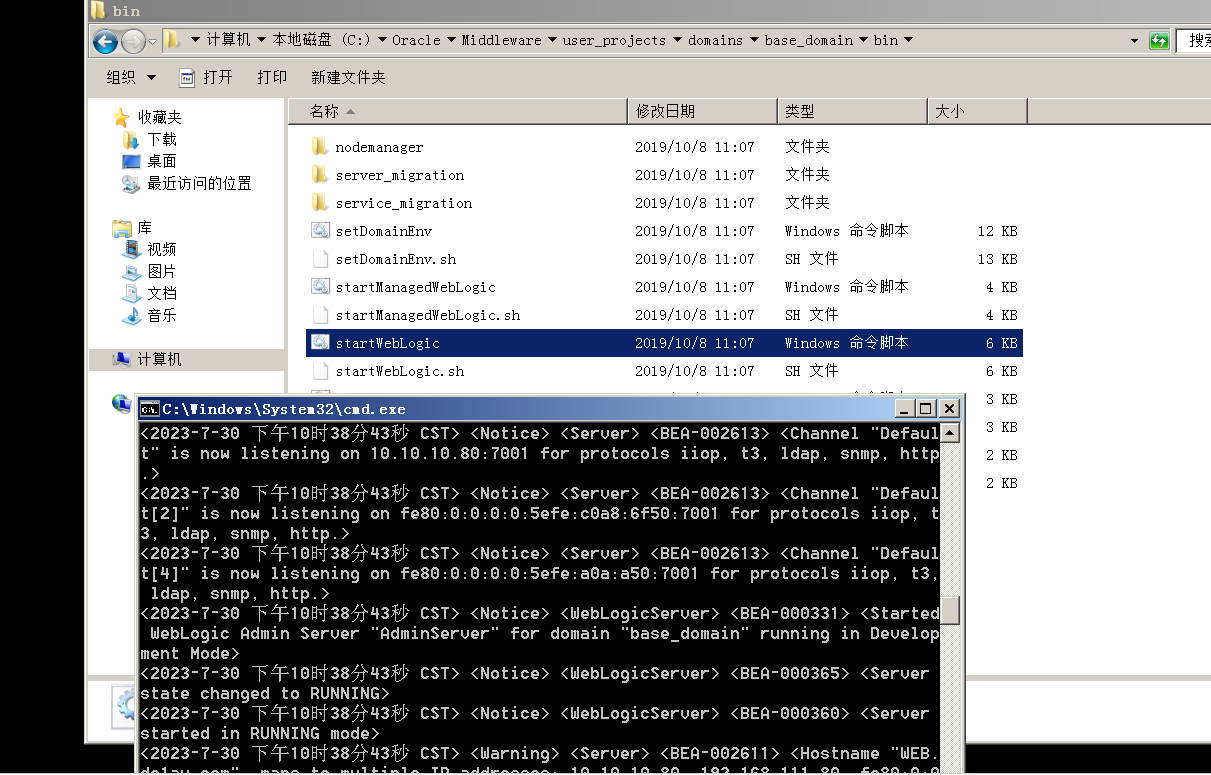 bin
计算机 本地磁盘 (C:) Oracle Middleware user_projects domains base_domain bin
组织 打开 打印 新建文件夹
名称 修改日期 类型 大小
收藏夹
下载
桌面
最近访问的位置
库
视频
图片
文档
音乐
计算机
nodemanager 2019/10/8 11:07 文件夹
server_migration 2019/10/8 11:07 文件夹
service_migration 2019/10/8 11:07 文件夹
setDomainEnv 2019/10/8 11:07 Windows 命令脚本 12 KB
setDomainEnv.sh 2019/10/8 11:07 SH 文件 13 KB
startManagedWebLogic 2019/10/8 11:07 Windows 命令脚本 4 KB
startManagedWebLogic.sh 2019/10/8 11:07 SH 文件 4 KB
startWebLogic 2019/10/8 11:07 Windows 命令脚本 6 KB
startWebLogic.sh 2019/10/8 11:07 SH 文件 6 KB
3 KB
3 KB
2 KB
2 KB
C:\Windows\System32\cmd.exe
<2023-7-30 下午10时38分43秒 CST> <Notice> <Server> <BEA-002613> <Channel "Defaul
t" is now listening on 10.10.10.80:7001 for protocols iiop, t3, ldap, snmp, http
.>
<2023-7-30 下午10时38分43秒 CST> <Notice> <Server> <BEA-002613> <Channel "Defaul
t[2]" is now listening on fe80:0:0:0:0:5efe:c0a8:6f50:7001 for protocols iiop, t
3, ldap, snmp, http.>
<2023-7-30 下午10时38分43秒 CST> <Notice> <Server> <BEA-002613> <Channel "Defaul
t[4]" is now listening on fe80:0:0:0:0:5efe:a0a:a50:7001 for protocols iiop, t3,
ldap, snmp, http.>
<2023-7-30 下午10时38分43秒 CST> <Notice> <WebLogicServer> <BEA-000331> <Started
WebLogic Admin Server "AdminServer" for domain "base_domain" running in Develop
ment Mode>
<2023-7-30 下午10时38分43秒 CST> <Notice> <WebLogicServer> <BEA-000365> <Server
state changed to RUNNING>
<2023-7-30 下午10时38分43秒 CST> <Notice> <WebLogicServer> <BEA-000360> <Server
started in RUNNING mode>
<2023-7-30 下午10时38分43秒 CST> <Warning> <Server> <BEA-002611> <Hostname "WEB.